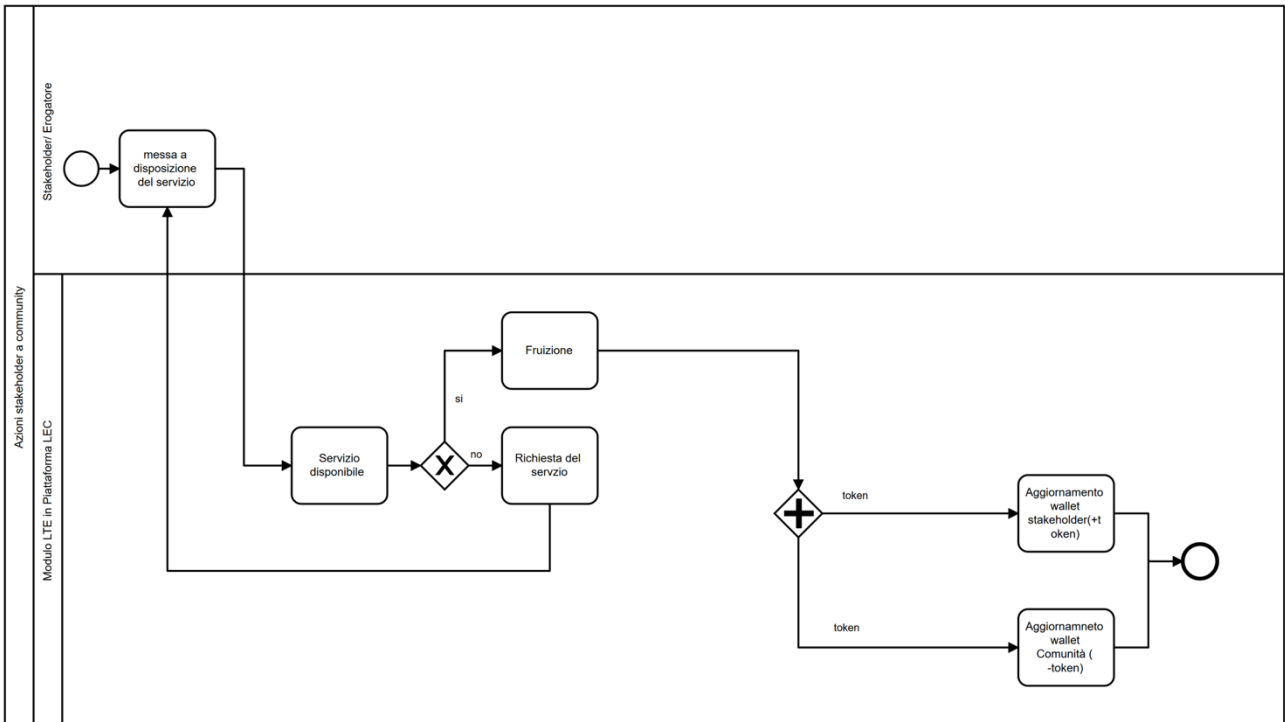 Azioni stakeholder a community
Stakeholder/ Erogatore
messa a
disposizione
del servizio
Modulo LTE in Piattaforma LEC
Servizio
disponibile
si
no
Fruizione
Richiesta del
servzio
token
token
Aggiornamento
wallet
stakeholder(+t
oken)
Aggiornamneto
wallet
Comunità (
-token)